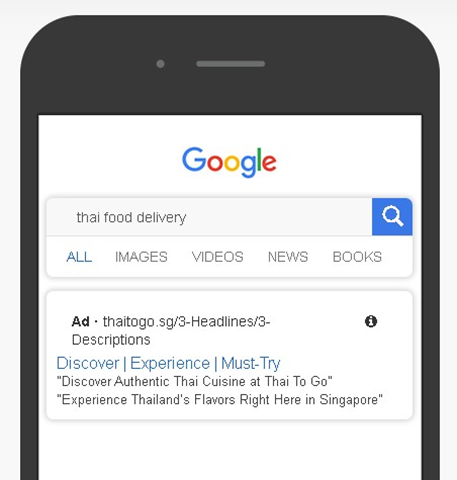 Google
thai food delivery
ALL IMAGES VIDEOS NEWS BOOKS
Ad · thaitogo.sg/3-Headlines/3-
Descriptions
Discover | Experience | Must-Try
"Discover Authentic Thai Cuisine at Thai To Go"
"Experience Thailand's Flavors Right Here in Singapore"